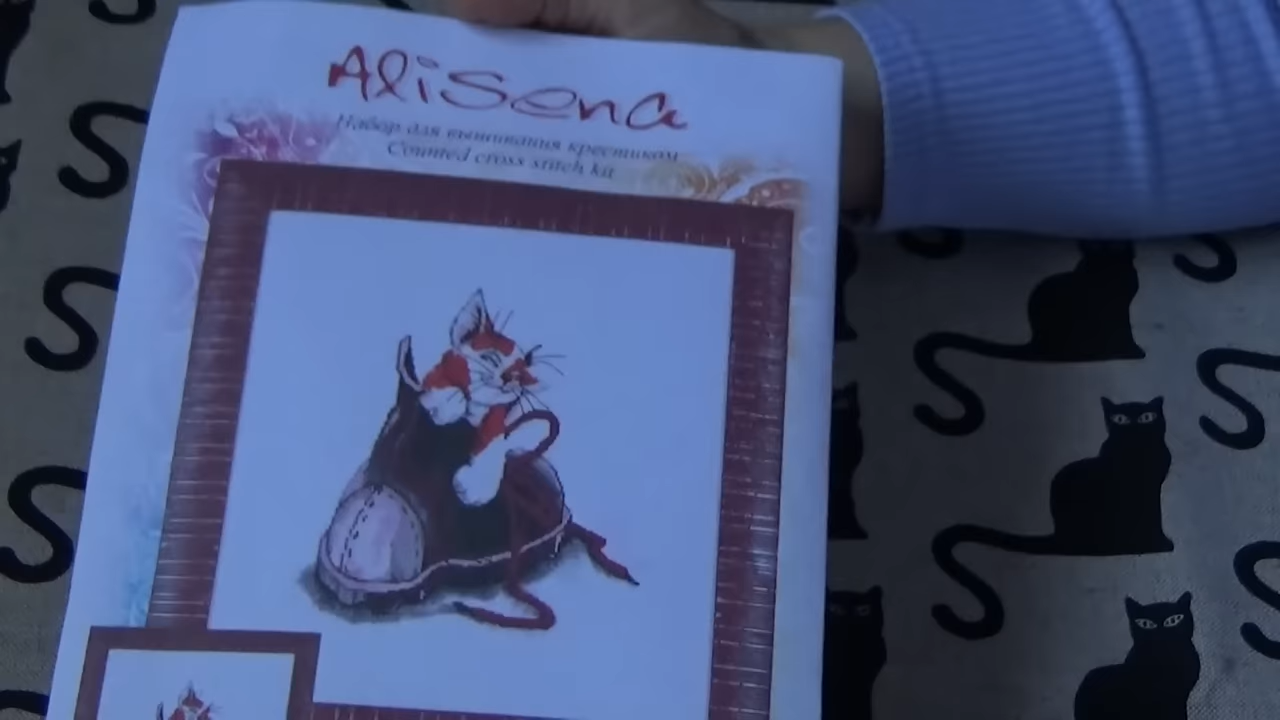 AliSena
Набор для вышивания крестиком
Counted cross stitch kit